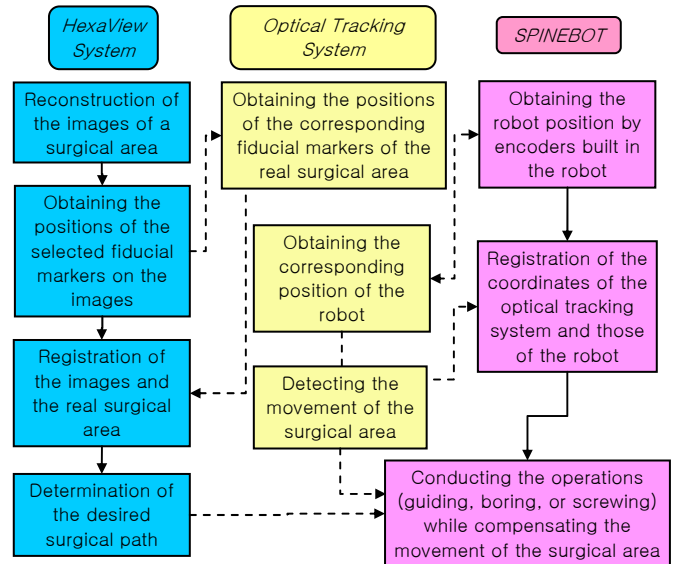 HexaView
System
Optical Tracking
System
SPINEBOT
Reconstruction of
the images of a
surgical area
Obtaining the
positions of the
selected fiducial
markers on the
images
Registration of
the images and
the real surgical
area
Determination of
the desired
surgical path
Obtaining the positions
of the corresponding
fiducial markers of the
real surgical area
Obtaining the
corresponding
position of the
robot
Detecting the
movement of the
surgical area
Obtaining the
robot position by
encoders built in
the robot
Registration of the
coordinates of the
optical tracking
system and those
of the robot
Conducting the operations
(guiding, boring, or screwing)
while compensating the
movement of the surgical area